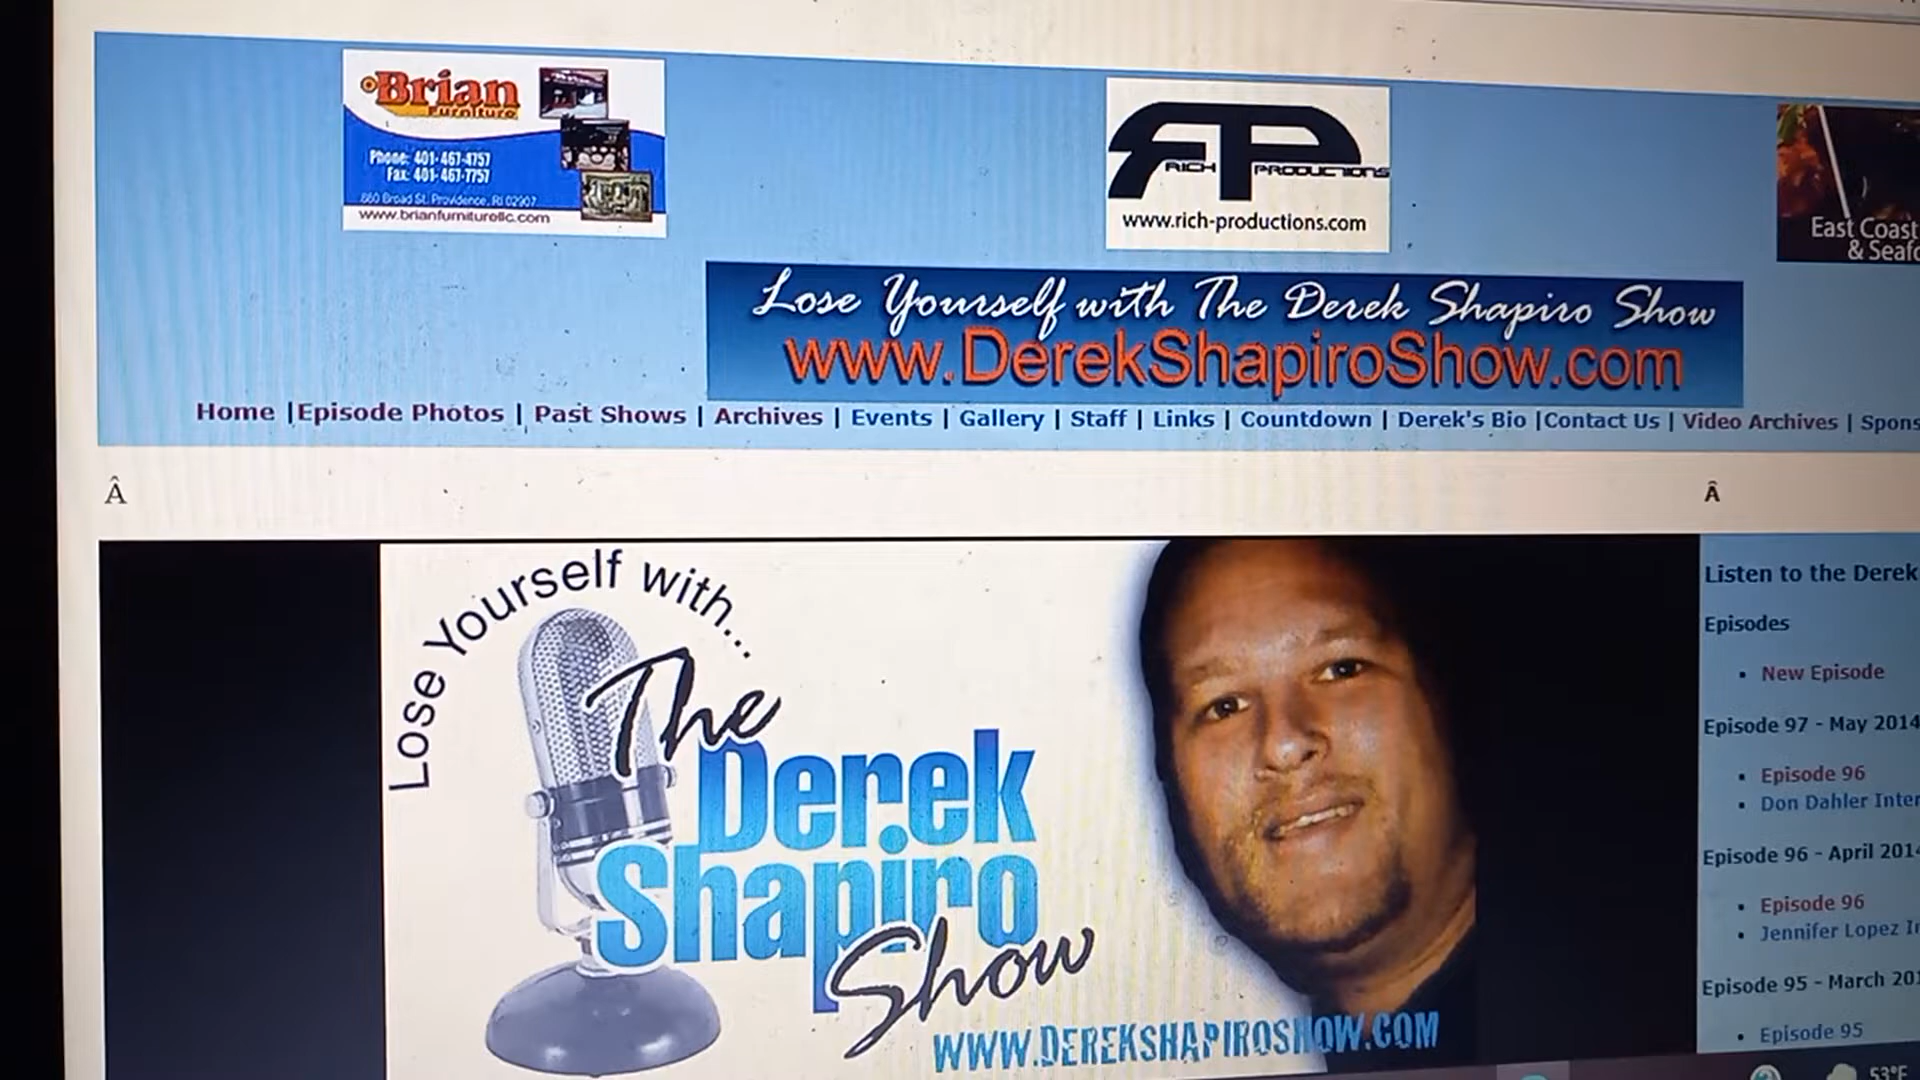 Brian
Furniture
Phone: 401-467-4757
Fax: 401-467-7757
860 Broad St. Providence, RI 02907
www.brianfurniturellc.com
RICH PRODUCTIONS
www.rich-productions.com
East Coast
& Seafo
Lose Yourself with The Derek Shapiro Show
www.DerekShapiroShow.com
Home |Episode Photos | Past Shows | Archives | Events | Gallery | Staff | Links | Countdown | Derek's Bio |Contact Us | Video Archives | Spons
Â
Â
Lose Yourself with...
The
Derek
Shapiro
Show
WWW.DEREKSHAPIROSHOW.COM
Listen to the Derek
Episodes
• New Episode
Episode 97 - May 2014
• Episode 96
• Don Dahler Inter
Episode 96 - April 2014
• Episode 96
• Jennifer Lopez I
Episode 95 - March 201
• Episode 95
53°F